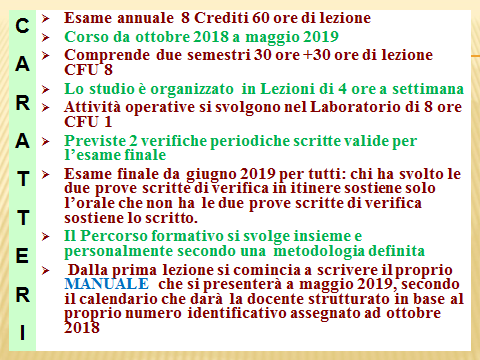 C
A
R
A
T
T
E
R
I
Esame annuale 8 Crediti 60 ore di lezione
Corso da ottobre 2018 a maggio 2019
Comprende due semestri 30 ore +30 ore di lezione
CFU 8
Lo studio è organizzato in Lezioni di 4 ore a settimana
Attività operative si svolgono nel Laboratorio di 8 ore
CFU 1
Previste 2 verifiche periodiche scritte valide per
l'esame finale
Esame finale da giugno 2019 per tutti: chi ha svolto le
due prove scritte di verifica in itinere sostiene solo
l'orale che non ha le due prove scritte di verifica
sostiene lo scritto.
Il Percorso formativo si svolge insieme e
personalmente secondo una metodologia definita
Dalla prima lezione si comincia a scrivere il proprio
MANUALE che si presenterà a maggio 2019, secondo
il calendario che darà la docente strutturato in base al
proprio numero identificativo assegnato ad ottobre
2018